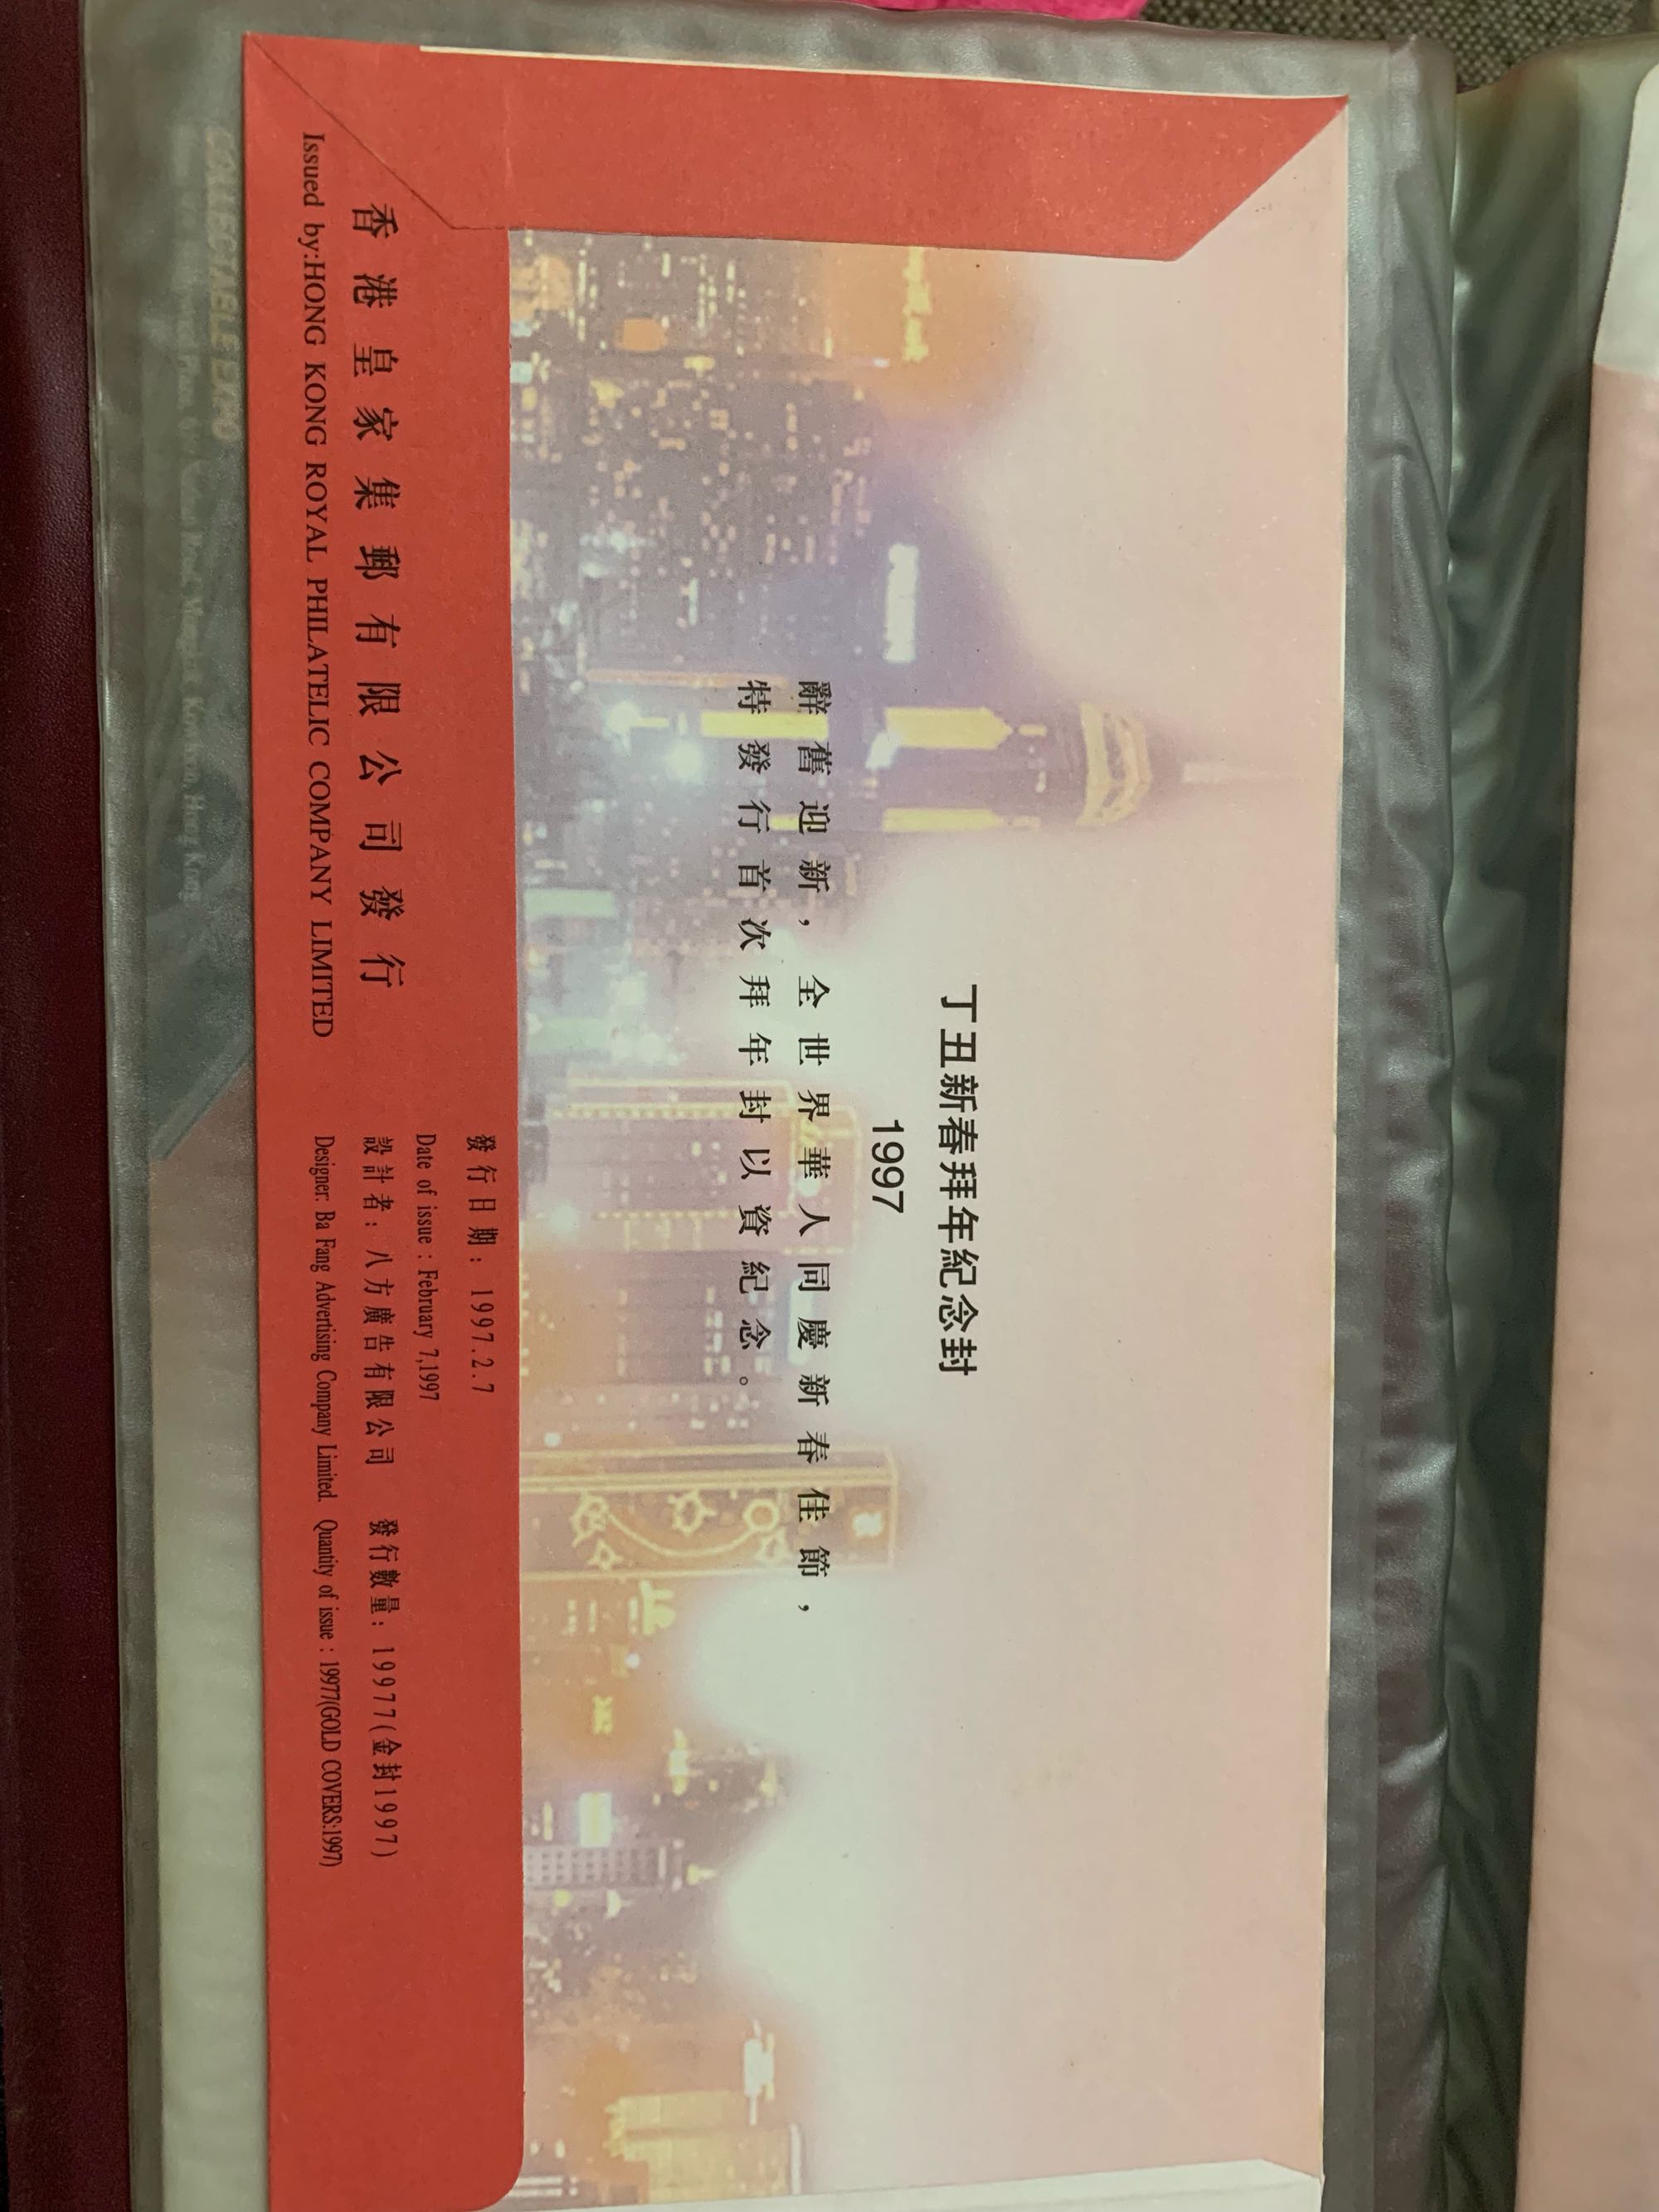 丁丑新春拜年紀念封
1997
辭舊迎新，全世界華人同慶新春佳節，
特發行首次拜年封以資紀念。
發行日期：1997.2.7
Date of issue : February 7,1997
香港皇家集郵有限公司發行
設計者：八方廣告有限公司 發行數量：19977(金封1997)
Issued by:HONG KONG ROYAL PHILATELIC COMPANY LIMITED
Designer: Ba Fang Advertising Company Limited. Quantity of issue : 19977(GOLD COVERS:1997)
COLLECTABLE EXPO
Kowloon, Hong Kong